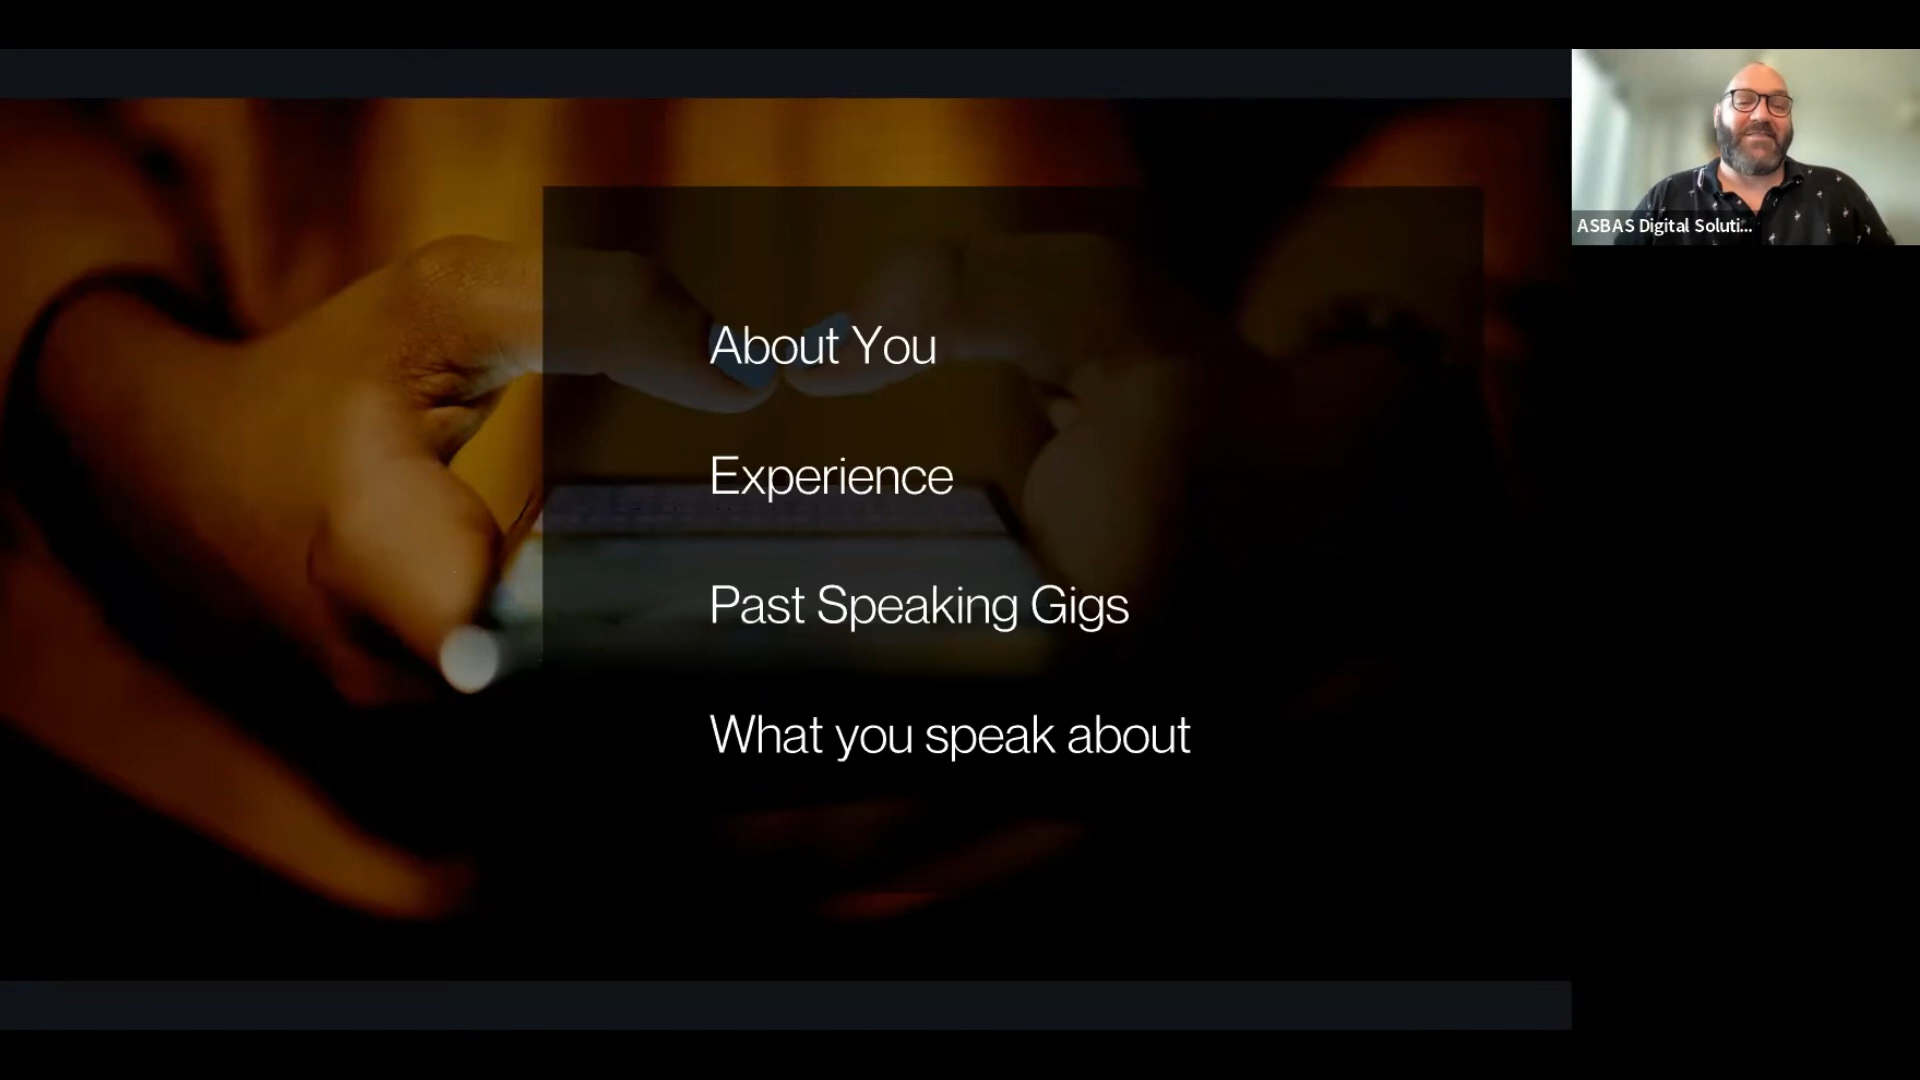 ASBAS Digital Soluti...
About You
Experience
Past Speaking Gigs
What you speak about